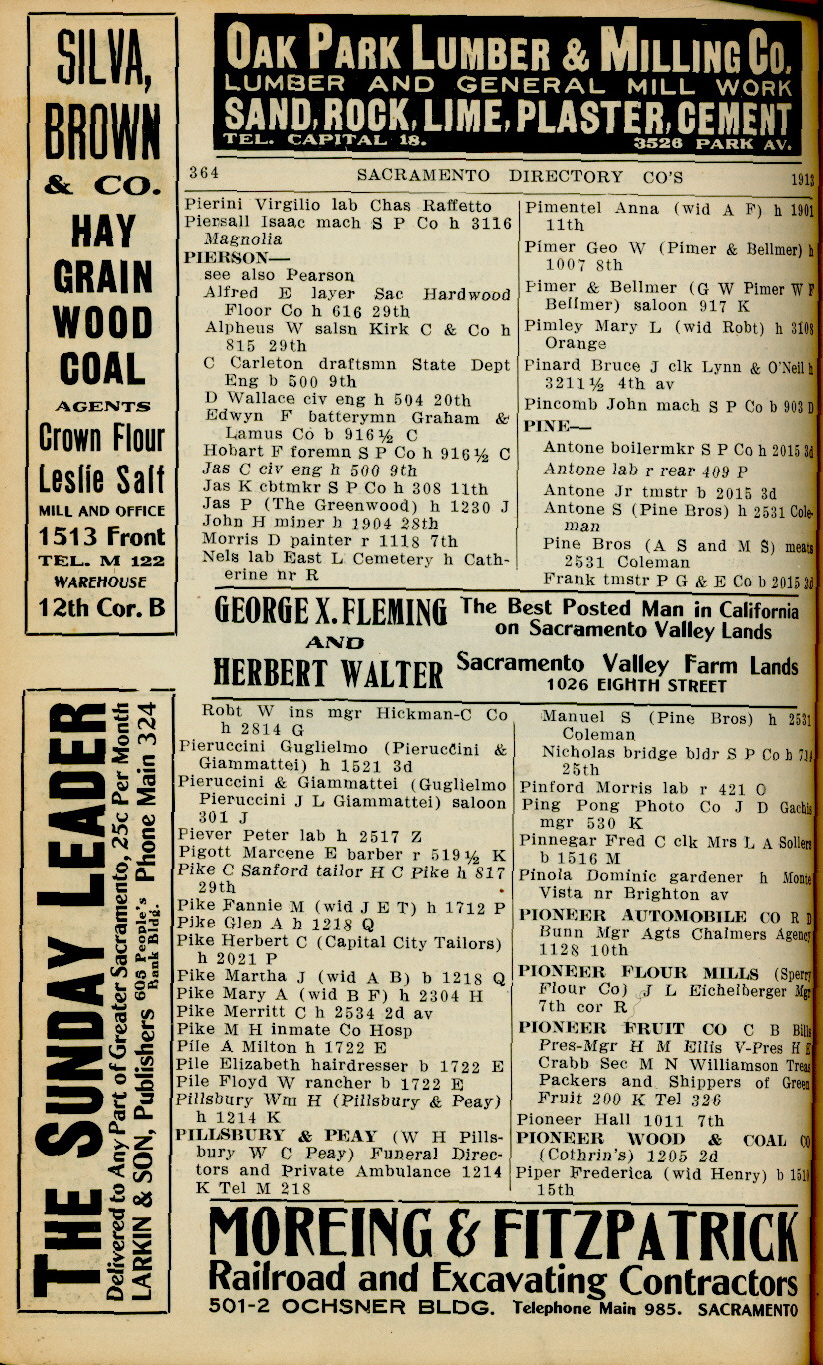 SILVA,
BROWN
& CO.
HAY
GRAIN
WOOD
COAL
AGENTS
Crown Flour
Leslie Salt
MILL AND OFFICE
1513 Front
TEL. M 122
WAREHOUSE
12th Cor. B
THE SUNDAY LEADER
Delivered to Any Part of Greater Sacramento, 25c Per Month
LARKIN & SON, Publishers 605 People's Bank Bldg. Phone Main 324
OAK PARK LUMBER & MILLING CO.
LUMBER AND GENERAL MILL WORK
SAND, ROCK, LIME, PLASTER, CEMENT
TEL. CAPITAL 18. 3526 PARK AV.
364 SACRAMENTO DIRECTORY CO'S 1913
Pierini Virgilio lab Chas Raffetto
Piersall Isaac mach S P Co h 3116
Magnolia
PIERSON—
see also Pearson
Alfred E layer Sac Hardwood
Floor Co h 616 29th
Alpheus W salsn Kirk C & Co h
815 29th
C Carleton draftsmn State Dept
Eng b 500 9th
D Wallace civ eng h 504 20th
Edwyn F batterymn Graham &
Lamus Co b 916½ C
Hobart F foremn S P Co h 916½ C
Jas C civ eng h 500 9th
Jas K cbtmkr S P Co h 308 11th
Jas P (The Greenwood) h 1230 J
John H miner h 1904 28th
Morris D painter r 1118 7th
Nels lab East L Cemetery h Cath-
erine nr R
Pimentel Anna (wid A F) h 1901
11th
Pimer Geo W (Pimer & Bellmer) h
1007 8th
Pimer & Bellmer (G W Pimer W F
Bellmer) saloon 917 K
Pimley Mary L (wid Robt) h 3108
Orange
Pinard Bruce J clk Lynn & O'Neil h
3211½ 4th av
Pincomb John mach S P Co b 903 D
PINE—
Antone boilermkr S P Co h 2015 3d
Antone lab r rear 409 P
Antone Jr tmstr b 2015 3d
Antone S (Pine Bros) h 2531 Cole-
man
Pine Bros (A S and M S) meats
2531 Coleman
Frank tmstr P G & E Co b 2015 3d
GEORGE X. FLEMING
AND
HERBERT WALTER
The Best Posted Man in California
on Sacramento Valley Lands
Sacramento Valley Farm Lands
1026 EIGHTH STREET
Robt W ins mgr Hickman-C Co
h 2814 G
Pieruccini Guglielmo (Pieruccini &
Giammattei) h 1521 3d
Pieruccini & Giammattei (Guglielmo
Pieruccini J L Giammattei) saloon
301 J
Piever Peter lab h 2517 Z
Pigott Marcene E barber r 519½ K
Pike C Sanford tailor H C Pike h 817
29th
Pike Fannie M (wid J E T) h 1712 P
Pike Glen A h 1218 Q
Pike Herbert C (Capital City Tailors)
h 2021 P
Pike Martha J (wid A B) b 1218 Q
Pike Mary A (wid B F) h 2304 H
Pike Merritt C h 2534 2d av
Pike M H inmate Co Hosp
Pile A Milton h 1722 E
Pile Elizabeth hairdresser b 1722 E
Pile Floyd W rancher b 1722 E
Pillsbury Wm H (Pillsbury & Peay)
h 1214 K
PILLSBURY & PEAY (W H Pills-
bury W C Peay) Funeral Direc-
tors and Private Ambulance 1214
K Tel M 218
Manuel S (Pine Bros) h 2531
Coleman
Nicholas bridge bldr S P Co b
25th
Pinford Morris lab r 421 O
Ping Pong Photo Co J D Gachis
mgr 530 K
Pinnegar Fred C clk Mrs L A Sollers
b 1516 M
Pinola Dominic gardener h Monte
Vista nr Brighton av
PIONEER AUTOMOBILE CO R D
Bunn Mgr Agts Chalmers Agency
1128 10th
PIONEER FLOUR MILLS (Sperry
Flour Co) J L Eichelberger Mgr
7th cor R
PIONEER FRUIT CO C B Bills
Pres-Mgr H M Ellis V-Pres H E
Crabb Sec M N Williamson Treas
Packers and Shippers of Green
Fruit 200 K Tel 326
Pioneer Hall 1011 7th
PIONEER WOOD & COAL CO
(Cothrin's) 1205 2d
Piper Frederica (wid Henry) b
15th
MOREING & FITZPATRICK
Railroad and Excavating Contractors
501-2 OCHSNER BLDG. Telephone Main 985. SACRAMENTO